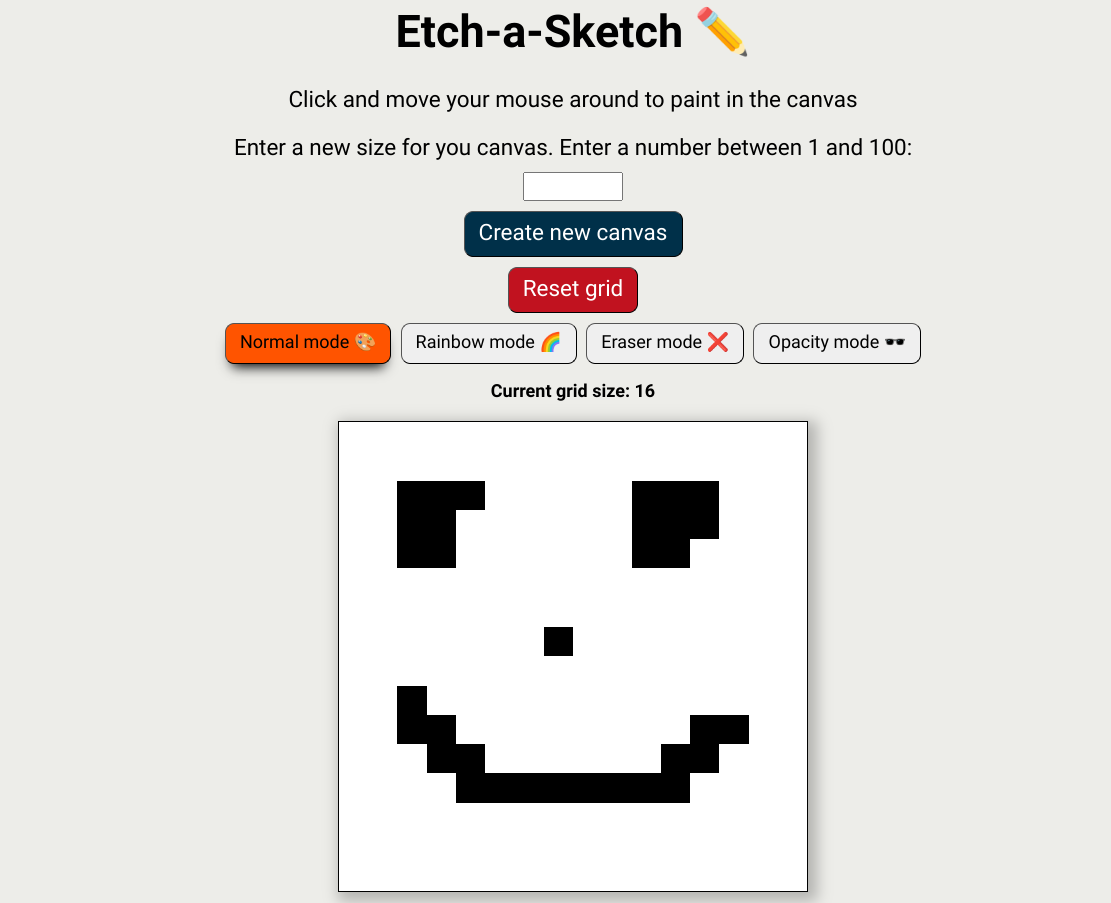 Etch-a-Sketch ✏️
Click and move your mouse around to paint in the canvas
Enter a new size for you canvas. Enter a number between 1 and 100:
Create new canvas
Reset grid
Normal mode 🎨 Rainbow mode 🌈 Eraser mode ❌ Opacity mode 🕶️
Current grid size: 16